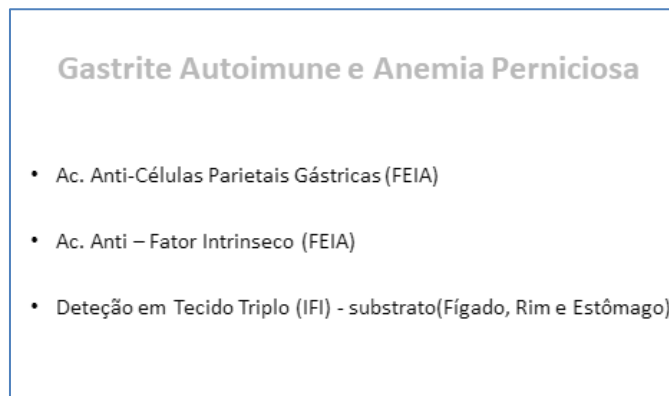 Gastrite Autoimune e Anemia Perniciosa
• Ac. Anti-Células Parietais Gástricas (FEIA)
• Ac. Anti – Fator Intrinseco (FEIA)
• Deteção em Tecido Triplo (IFI) - substrato(Fígado, Rim e Estômago)